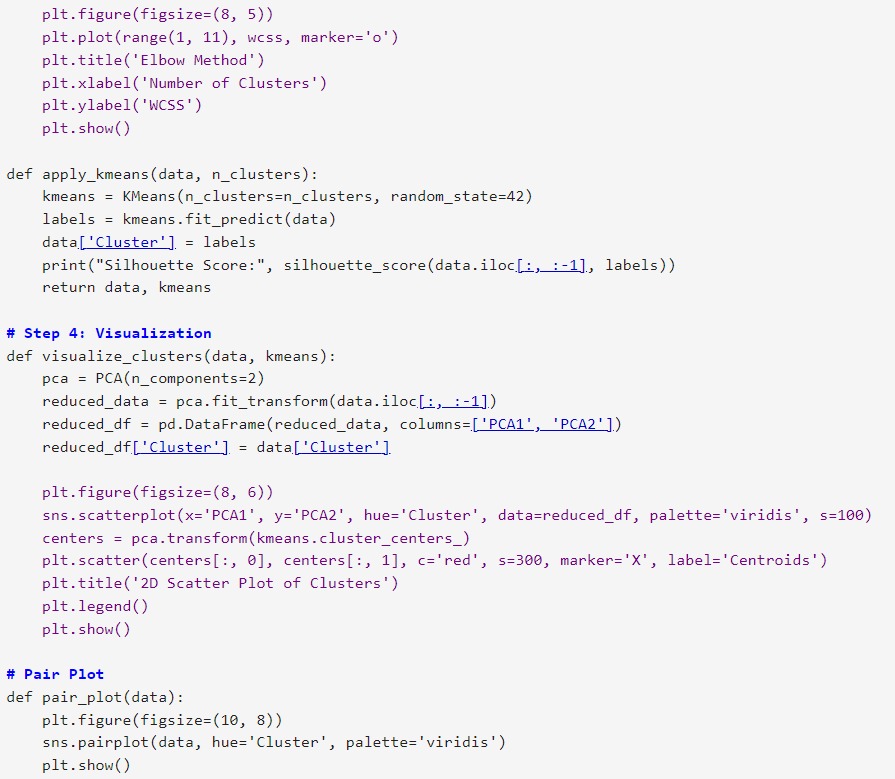 plt.figure(figsize=(8, 5))
plt.plot(range(1, 11), wcss, marker='o')
plt.title('Elbow Method')
plt.xlabel('Number of Clusters')
plt.ylabel('WCSS')
plt.show()
def apply_kmeans(data, n_clusters):
kmeans = KMeans(n_clusters=n_clusters, random_state=42)
labels = kmeans.fit_predict(data)
data['Cluster'] = labels
print("Silhouette Score:", silhouette_score(data.iloc[:, :-1], labels))
return data, kmeans
# Step 4: Visualization
def visualize_clusters(data, kmeans):
pca = PCA(n_components=2)
reduced_data = pca.fit_transform(data.iloc[:, :-1])
reduced_df = pd.DataFrame(reduced_data, columns=['PCA1', 'PCA2'])
reduced_df['Cluster'] = data['Cluster']
plt.figure(figsize=(8, 6))
sns.scatterplot(x='PCA1', y='PCA2', hue='Cluster', data=reduced_df, palette='viridis', s=100)
centers = pca.transform(kmeans.cluster_centers_)
plt.scatter(centers[:, 0], centers[:, 1], c='red', s=300, marker='X', label='Centroids')
plt.title('2D Scatter Plot of Clusters')
plt.legend()
plt.show()
# Pair Plot
def pair_plot(data):
plt.figure(figsize=(10, 8))
sns.pairplot(data, hue='Cluster', palette='viridis')
plt.show()